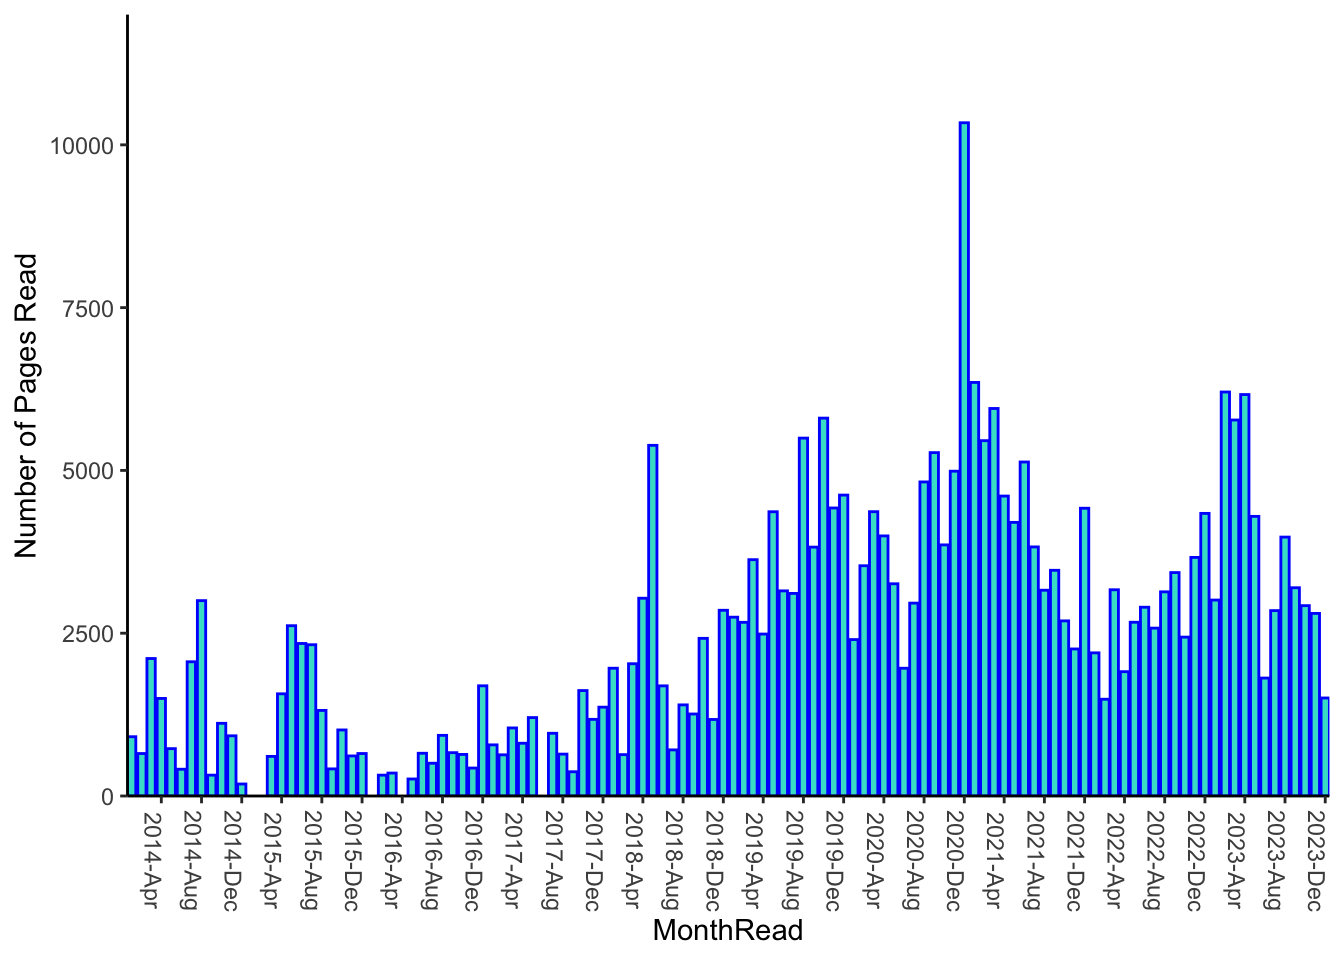 Number of Pages Read
10000
7500
5000
2500
0
2014-Apr
2014-Aug
2014-Dec
2015-Apr
2015-Aug
2015-Dec
2016-Apr
2016-Aug
2016-Dec
2017-Apr
2017-Aug
2017-Dec
2018-Apr
2018-Aug
2018-Dec
2019-Apr
2019-Aug
2019-Dec
2020-Apr
2020-Aug
2020-Dec
2021-Apr
2021-Aug
2021-Dec
2022-Apr
2022-Aug
2022-Dec
2023-Apr
2023-Aug
2023-Dec
MonthRead